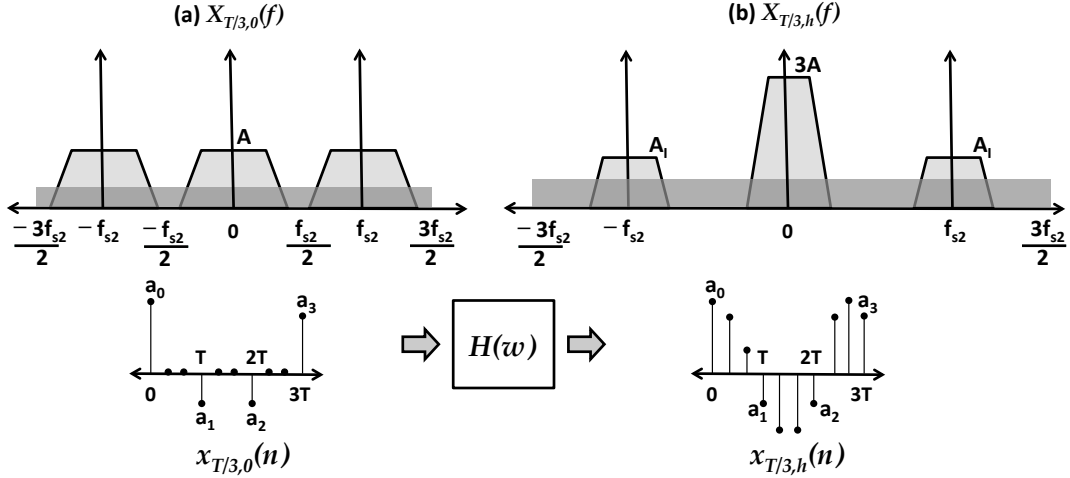 (a) X_{T/3,0}(f)
(b) X_{T/3,h}(f)
A
3A
A_l
A_l
−3f_{s2}/2 −f_{s2} −f_{s2}/2 0 f_{s2}/2 f_{s2} 3f_{s2}/2
−3f_{s2}/2 −f_{s2} 0 f_{s2} 3f_{s2}/2
a_0
a_3
T 2T
0 3T
a_1 a_2
x_{T/3,0}(n)
H(w)
a_0
a_3
T 2T
0 3T
a_1 a_2
x_{T/3,h}(n)